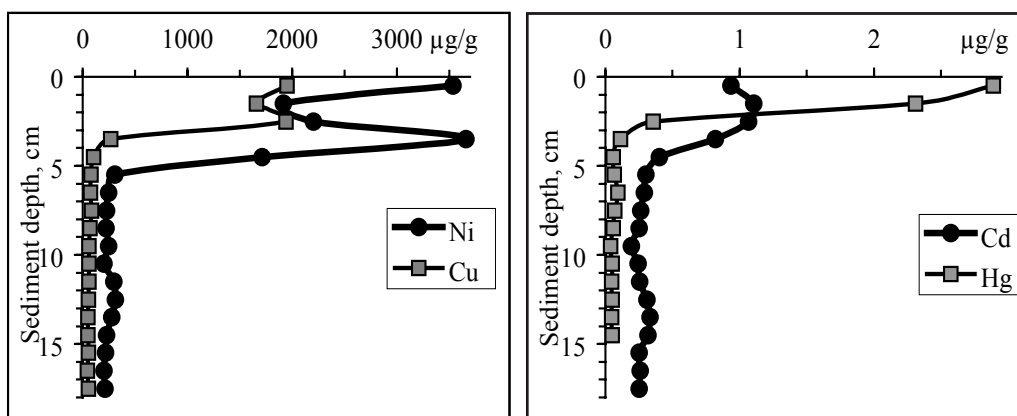 0 1000 2000 3000 µg/g
0
5
10
15
Sediment depth, cm
Ni
Cu
0 1 2 µg/g
0
5
10
15
Sediment depth, cm
Cd
Hg